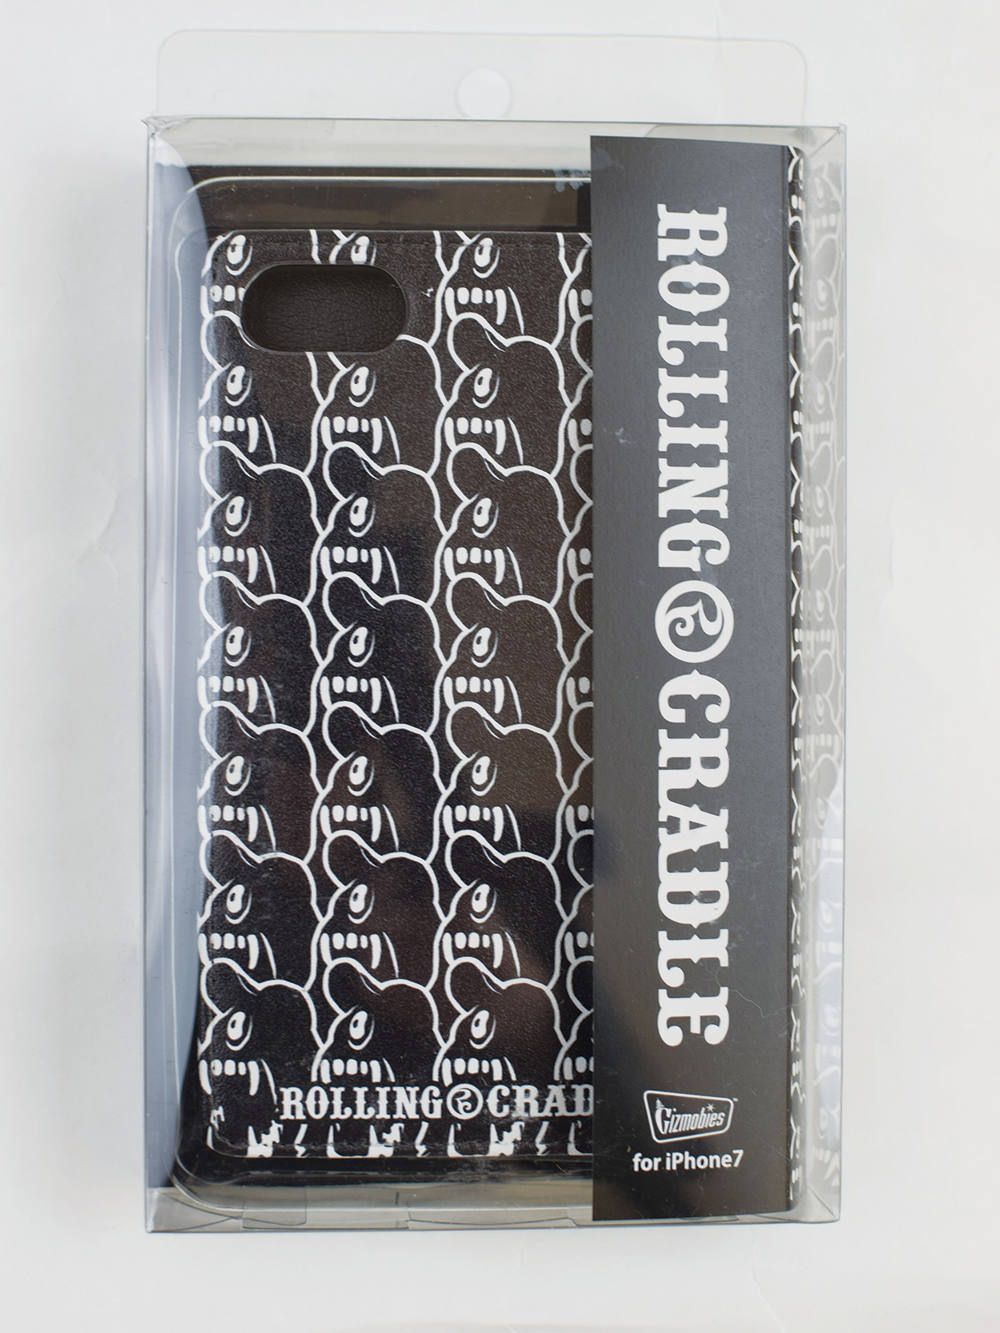 ROLLING CRADLE
Gizmobies
for iPhone7
ROLLING CRAD